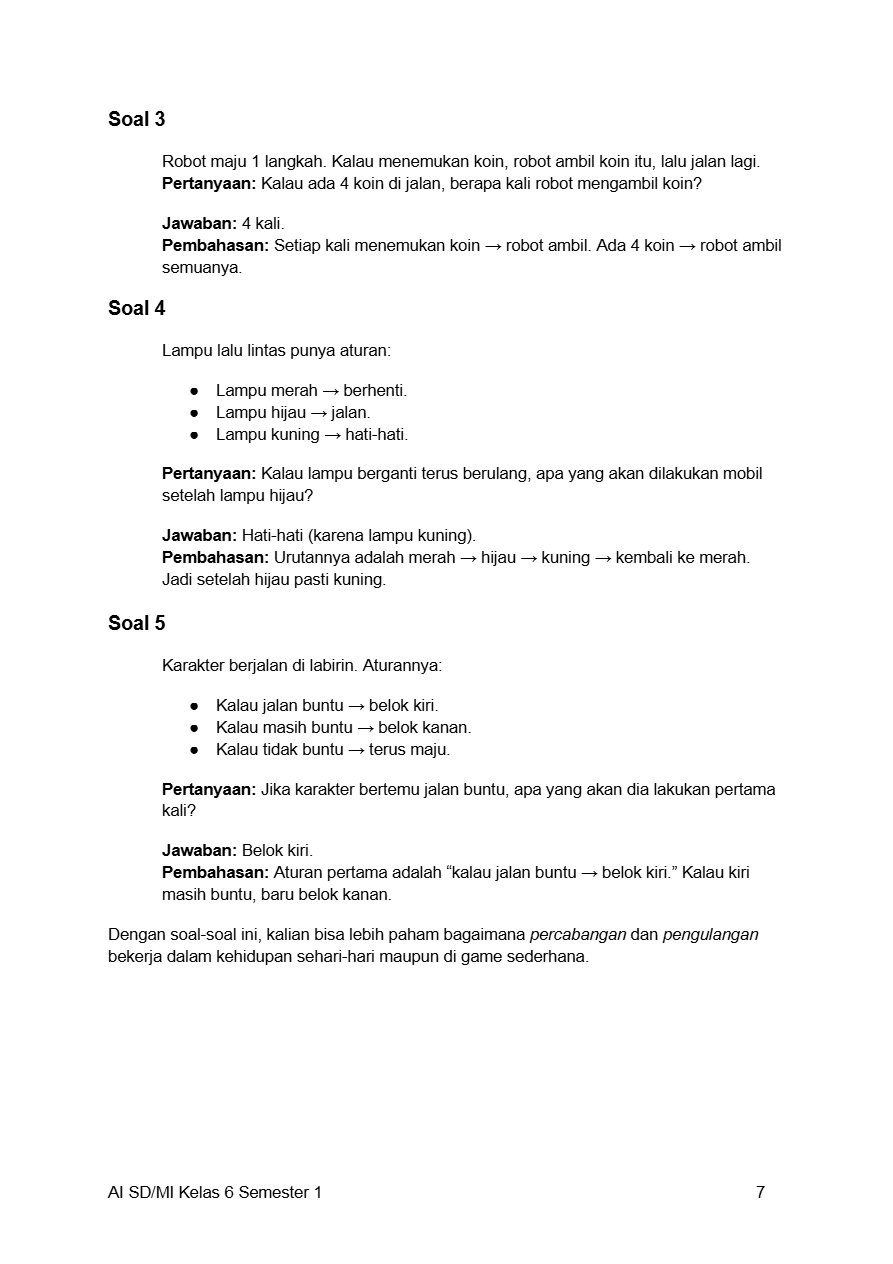 Soal 3
Robot maju 1 langkah. Kalau menemukan koin, robot ambil koin itu, lalu jalan lagi.
Pertanyaan: Kalau ada 4 koin di jalan, berapa kali robot mengambil koin?
Jawaban: 4 kali.
Pembahasan: Setiap kali menemukan koin → robot ambil. Ada 4 koin → robot ambil
semuanya.
Soal 4
Lampu lalu lintas punya aturan:
● Lampu merah → berhenti.
● Lampu hijau → jalan.
● Lampu kuning → hati-hati.
Pertanyaan: Kalau lampu berganti terus berulang, apa yang akan dilakukan mobil
setelah lampu hijau?
Jawaban: Hati-hati (karena lampu kuning).
Pembahasan: Urutannya adalah merah → hijau → kuning → kembali ke merah.
Jadi setelah hijau pasti kuning.
Soal 5
Karakter berjalan di labirin. Aturannya:
● Kalau jalan buntu → belok kiri.
● Kalau masih buntu → belok kanan.
● Kalau tidak buntu → terus maju.
Pertanyaan: Jika karakter bertemu jalan buntu, apa yang akan dia lakukan pertama
kali?
Jawaban: Belok kiri.
Pembahasan: Aturan pertama adalah “kalau jalan buntu → belok kiri.” Kalau kiri
masih buntu, baru belok kanan.
Dengan soal-soal ini, kalian bisa lebih paham bagaimana percabangan dan pengulangan
bekerja dalam kehidupan sehari-hari maupun di game sederhana.
AI SD/MI Kelas 6 Semester 1 7